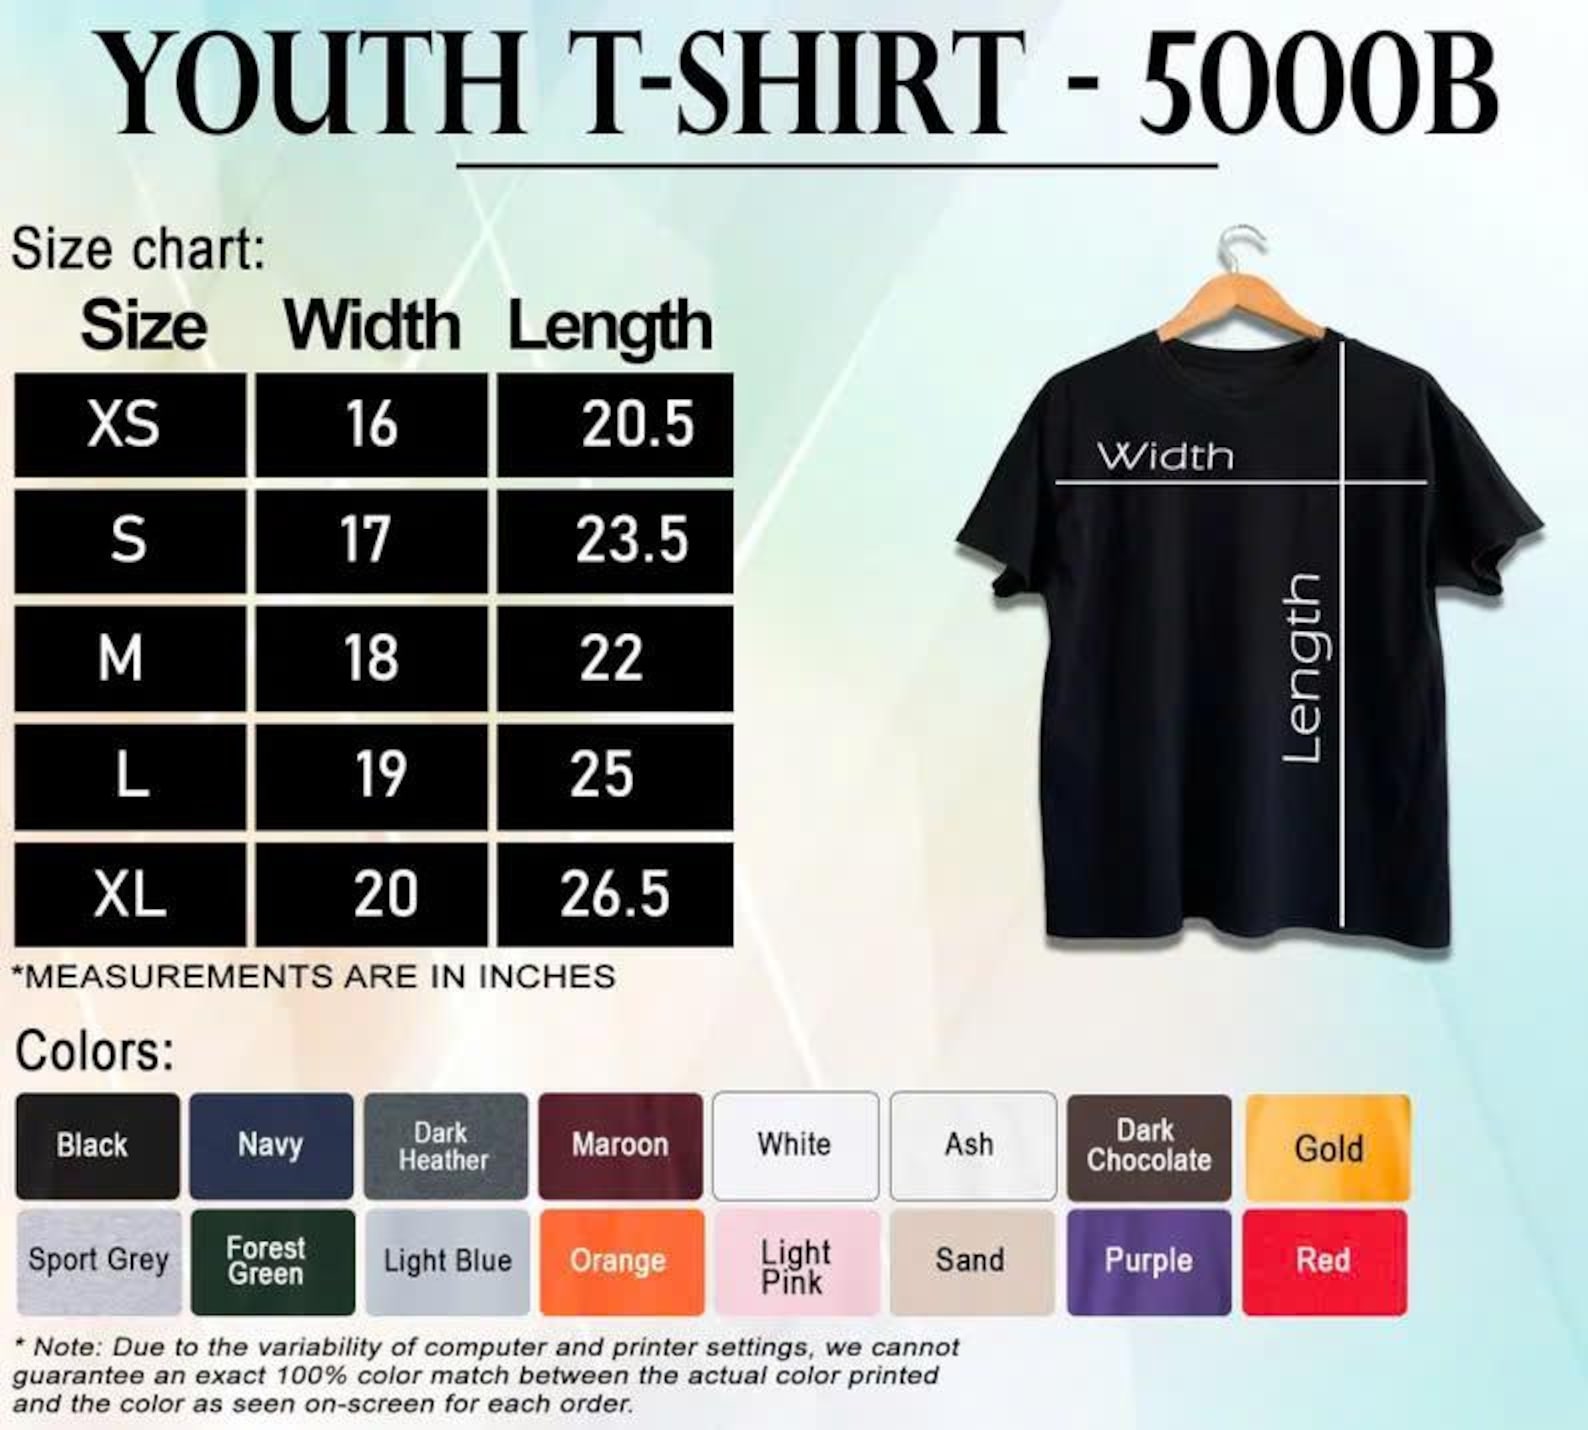 YOUTH T-SHIRT - 5000B
Size chart:
Size Width Length
XS 16 20.5
S 17 23.5
M 18 22
L 19 25
XL 20 26.5
*MEASUREMENTS ARE IN INCHES
Width
Length
Colors:
Black
Navy
Dark
Heather
Maroon
White
Ash
Dark
Chocolate
Gold
Sport Grey
Forest
Green
Light Blue
Orange
Light
Pink
Sand
Purple
Red
* Note: Due to the variability of computer and printer settings, we cannot
guarantee an exact 100% color match between the actual color printed
and the color as seen on-screen for each order.